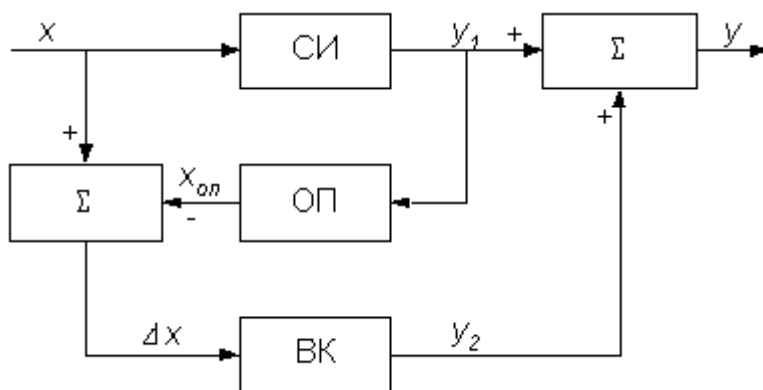 x СИ y₁ + Σ y
+ +
Σ xоп ОП
-
Δx ВК y₂